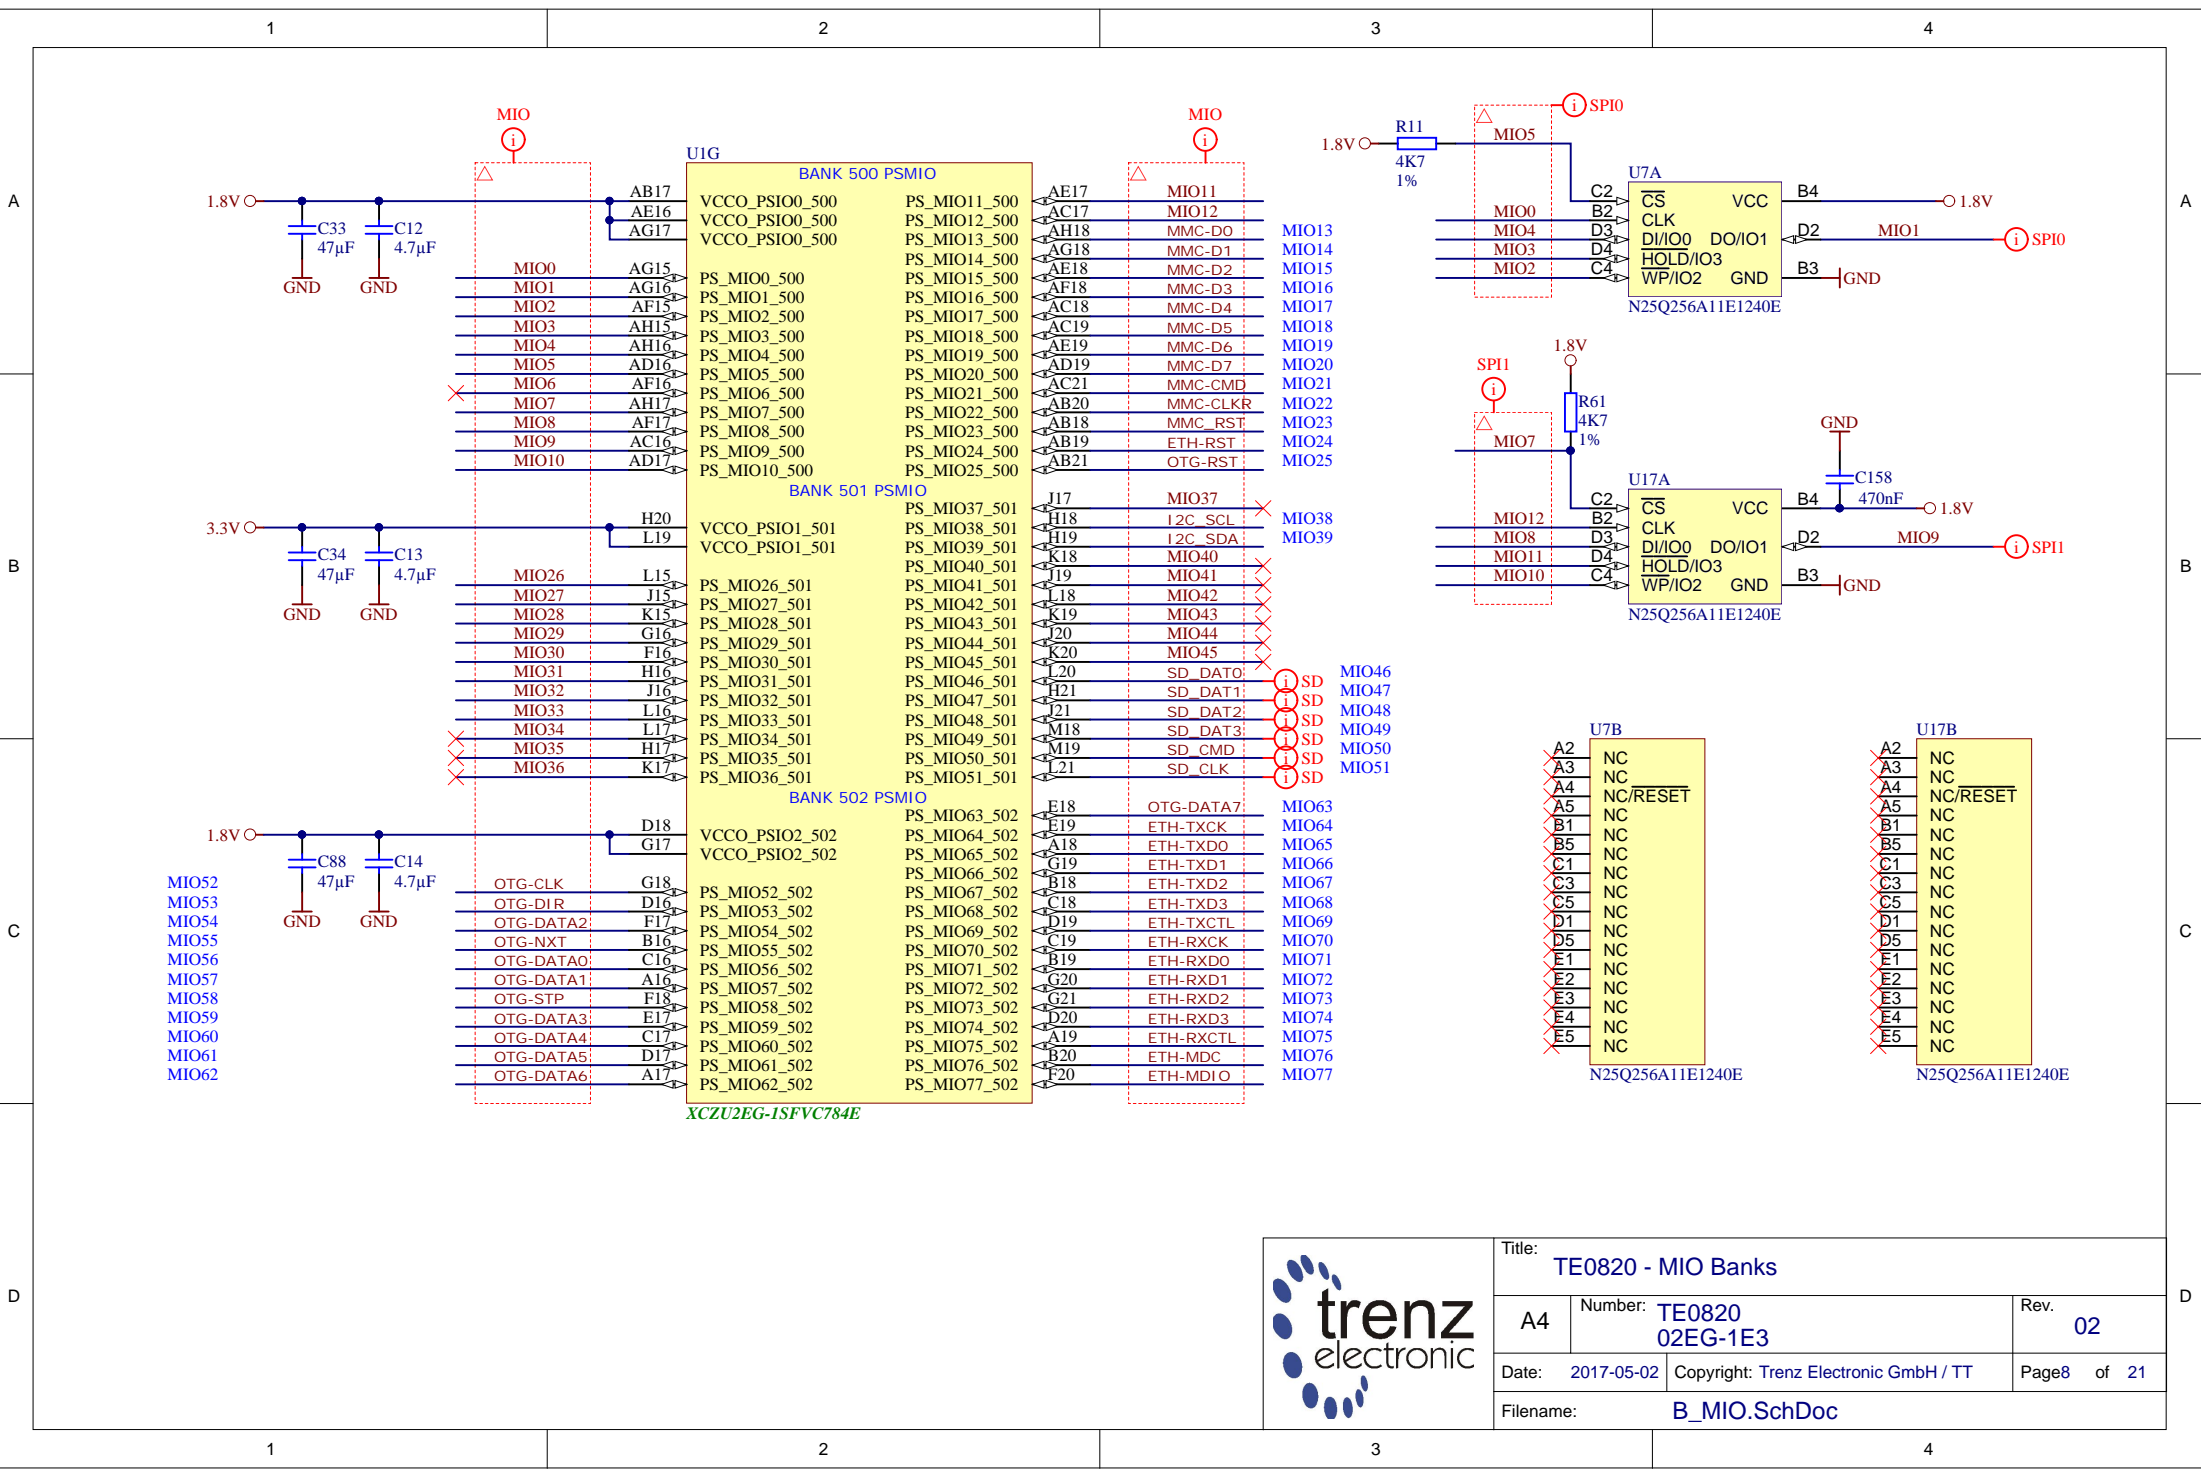 1 2 3 4
A
B
C
D
MIO
MIO
U1G
BANK 500 PSMIO
1.8V
C33
47µF
GND
C12
4.7µF
GND
AB17 VCCO_PSIO0_500
AE16 VCCO_PSIO0_500
AG17 VCCO_PSIO0_500
MIO0 AG15 PS_MIO0_500
MIO1 AG16 PS_MIO1_500
MIO2 AF15 PS_MIO2_500
MIO3 AH15 PS_MIO3_500
MIO4 AH16 PS_MIO4_500
MIO5 AD16 PS_MIO5_500
MIO6 AF16 PS_MIO6_500
MIO7 AH17 PS_MIO7_500
MIO8 AF17 PS_MIO8_500
MIO9 AC16 PS_MIO9_500
MIO10 AD17 PS_MIO10_500
PS_MIO11_500 AE17 MIO11
PS_MIO12_500 AC17 MIO12
PS_MIO13_500 AH18 MMC-D0 MIO13
PS_MIO14_500 AG18 MMC-D1 MIO14
PS_MIO15_500 AE18 MMC-D2 MIO15
PS_MIO16_500 AF18 MMC-D3 MIO16
PS_MIO17_500 AC18 MMC-D4 MIO17
PS_MIO18_500 AC19 MMC-D5 MIO18
PS_MIO19_500 AE19 MMC-D6 MIO19
PS_MIO20_500 AD19 MMC-D7 MIO20
PS_MIO21_500 AC21 MMC-CMD MIO21
PS_MIO22_500 AB20 MMC-CLKR MIO22
PS_MIO23_500 AB18 MMC_RST MIO23
PS_MIO24_500 AB19 ETH-RST MIO24
PS_MIO25_500 AB21 OTG-RST MIO25
BANK 501 PSMIO
3.3V
C34
47µF
GND
C13
4.7µF
GND
H20 VCCO_PSIO1_501
L19 VCCO_PSIO1_501
MIO26 L15 PS_MIO26_501
MIO27 J15 PS_MIO27_501
MIO28 K15 PS_MIO28_501
MIO29 G16 PS_MIO29_501
MIO30 F16 PS_MIO30_501
MIO31 H16 PS_MIO31_501
MIO32 J16 PS_MIO32_501
MIO33 L16 PS_MIO33_501
MIO34 L17 PS_MIO34_501
MIO35 H17 PS_MIO35_501
MIO36 K17 PS_MIO36_501
PS_MIO37_501 J17 MIO37
PS_MIO38_501 H18 I2C_SCL MIO38
PS_MIO39_501 H19 I2C_SDA MIO39
PS_MIO40_501 K18 MIO40
PS_MIO41_501 J19 MIO41
PS_MIO42_501 L18 MIO42
PS_MIO43_501 K19 MIO43
PS_MIO44_501 J20 MIO44
PS_MIO45_501 K20 MIO45
PS_MIO46_501 L20 SD_DAT0 i SD MIO46
PS_MIO47_501 H21 SD_DAT1 i SD MIO47
PS_MIO48_501 J21 SD_DAT2 i SD MIO48
PS_MIO49_501 M18 SD_DAT3 i SD MIO49
PS_MIO50_501 M19 SD_CMD i SD MIO50
PS_MIO51_501 L21 SD_CLK i SD MIO51
BANK 502 PSMIO
1.8V
C88
47µF
GND
C14
4.7µF
GND
D18 VCCO_PSIO2_502
G17 VCCO_PSIO2_502
MIO52 OTG-CLK G18 PS_MIO52_502
MIO53 OTG-DIR D16 PS_MIO53_502
MIO54 OTG-DATA2 F17 PS_MIO54_502
MIO55 OTG-NXT B16 PS_MIO55_502
MIO56 OTG-DATA0 C16 PS_MIO56_502
MIO57 OTG-DATA1 A16 PS_MIO57_502
MIO58 OTG-STP F18 PS_MIO58_502
MIO59 OTG-DATA3 E17 PS_MIO59_502
MIO60 OTG-DATA4 C17 PS_MIO60_502
MIO61 OTG-DATA5 D17 PS_MIO61_502
MIO62 OTG-DATA6 A17 PS_MIO62_502
PS_MIO63_502 E18 OTG-DATA7 MIO63
PS_MIO64_502 E19 ETH-TXCK MIO64
PS_MIO65_502 A18 ETH-TXD0 MIO65
PS_MIO66_502 G19 ETH-TXD1 MIO66
PS_MIO67_502 B18 ETH-TXD2 MIO67
PS_MIO68_502 C18 ETH-TXD3 MIO68
PS_MIO69_502 D19 ETH-TXCTL MIO69
PS_MIO70_502 C19 ETH-RXCK MIO70
PS_MIO71_502 B19 ETH-RXD0 MIO71
PS_MIO72_502 G20 ETH-RXD1 MIO72
PS_MIO73_502 G21 ETH-RXD2 MIO73
PS_MIO74_502 D20 ETH-RXD3 MIO74
PS_MIO75_502 A19 ETH-RXCTL MIO75
PS_MIO76_502 B20 ETH-MDC MIO76
PS_MIO77_502 F20 ETH-MDIO MIO77
XCZU2EG-1SFVC784E
i SPI0
1.8V R11 MIO5
4K7
1%
U7A
C2 CS VCC B4 1.8V
MIO0 B2 CLK
MIO4 D3 DI/IO0 DO/IO1 D2 MIO1 i SPI0
MIO3 D4 HOLD/IO3
MIO2 C4 WP/IO2 GND B3 GND
N25Q256A11E1240E
SPI1
i
1.8V
R61
4K7
1%
MIO7
GND
C158
470nF
U17A
C2 CS VCC B4 1.8V
MIO12 B2 CLK
MIO8 D3 DI/IO0 DO/IO1 D2 MIO9 i SPI1
MIO11 D4 HOLD/IO3
MIO10 C4 WP/IO2 GND B3 GND
N25Q256A11E1240E
U7B
A2 NC
A3 NC
A4 NC/RESET
A5 NC
B1 NC
B5 NC
C1 NC
C3 NC
C5 NC
D1 NC
D5 NC
E1 NC
E2 NC
E3 NC
E4 NC
E5 NC
N25Q256A11E1240E
U17B
A2 NC
A3 NC
A4 NC/RESET
A5 NC
B1 NC
B5 NC
C1 NC
C3 NC
C5 NC
D1 NC
D5 NC
E1 NC
E2 NC
E3 NC
E4 NC
E5 NC
N25Q256A11E1240E
trenz
electronic
Title:
TE0820 - MIO Banks
A4
Number: TE0820
02EG-1E3
Rev.
02
Date: 2017-05-02 Copyright: Trenz Electronic GmbH / TT Page8 of 21
Filename: B_MIO.SchDoc
A
B
C
D
1 2 3 4